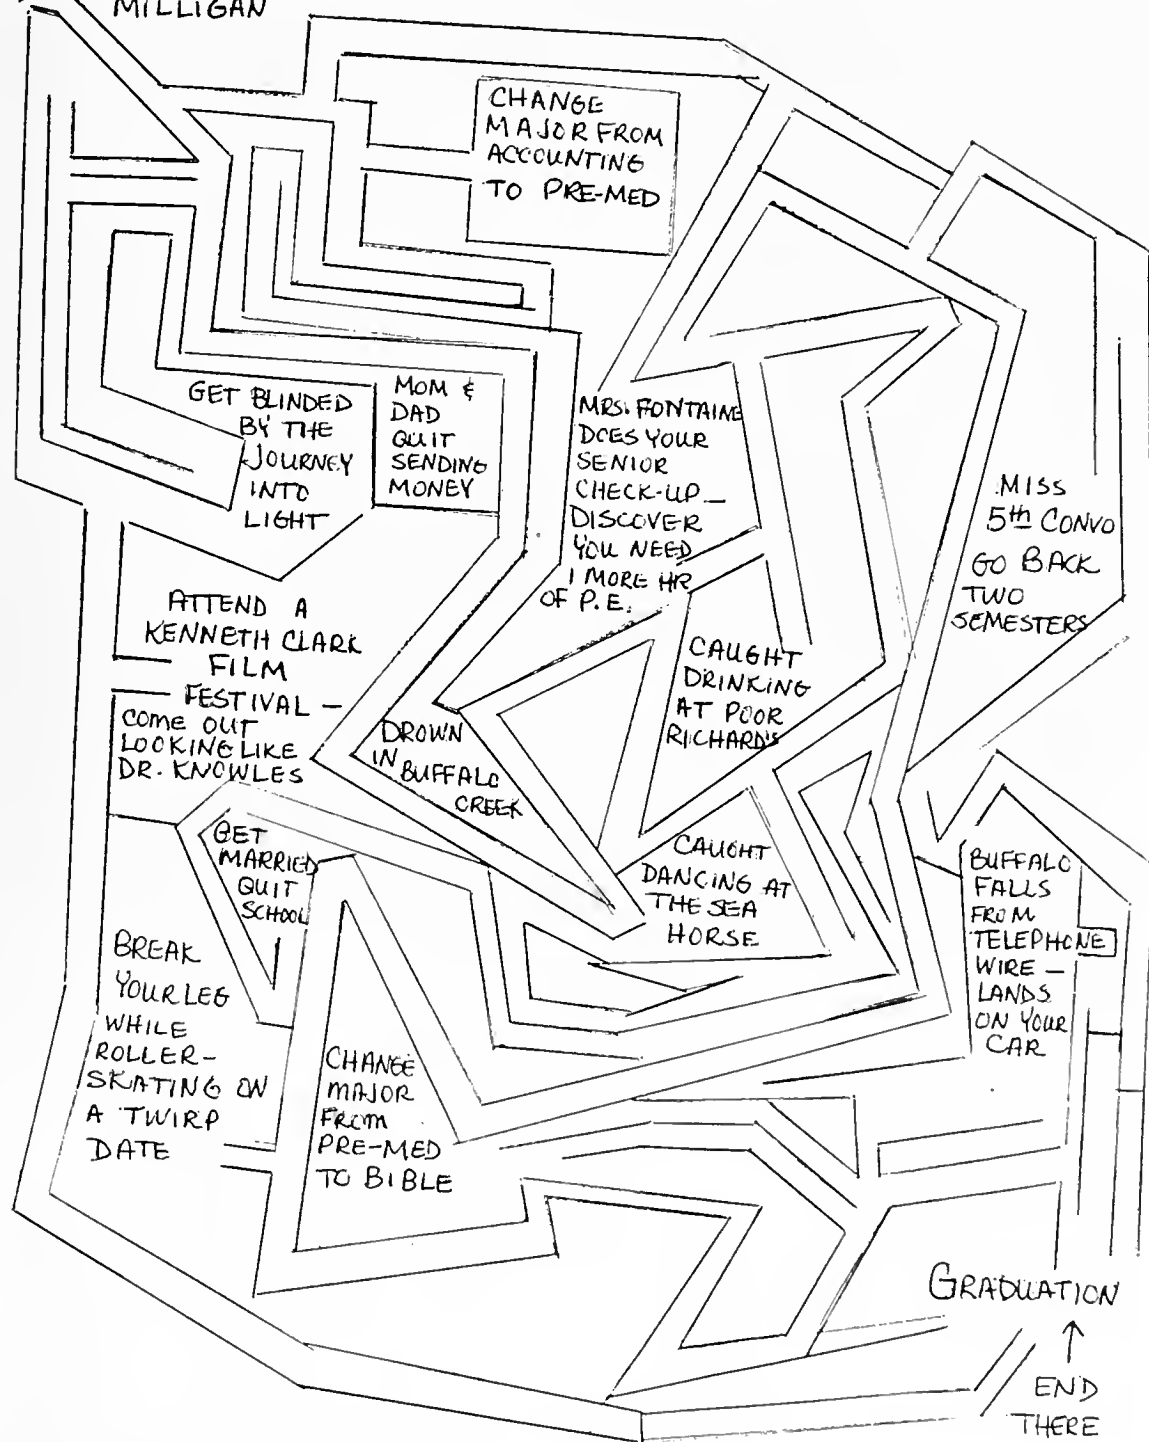 MILLIGAN
CHANGE
MAJOR FROM
ACCOUNTING
TO PRE-MED
GET BLINDED
BY THE
JOURNEY
INTO
LIGHT
MOM &
DAD
QUIT
SENDING
MONEY
MRS. FONTAINE
DOES YOUR
SENIOR
CHECK-UP —
DISCOVER
YOU NEED
1 MORE HR
OF P.E.
MISS
5th CONVO
GO BACK
TWO
SEMESTERS
ATTEND A
KENNETH CLARK
FILM
FESTIVAL —
COME OUT
LOOKING LIKE
DR. KNOWLES
CAUGHT
DRINKING
AT POOR
RICHARD'S
DROWN
IN BUFFALO
CREEK
GET
MARRIED
QUIT
SCHOOL
CAUGHT
DANCING AT
THE SEA
HORSE
BUFFALO
FALLS
FROM
TELEPHONE
WIRE —
LANDS
ON YOUR
CAR
BREAK
YOUR LEG
WHILE
ROLLER-
SKATING ON
A TWIRP
DATE
CHANGE
MAJOR
FROM
PRE-MED
TO BIBLE
GRADUATION
END
THERE